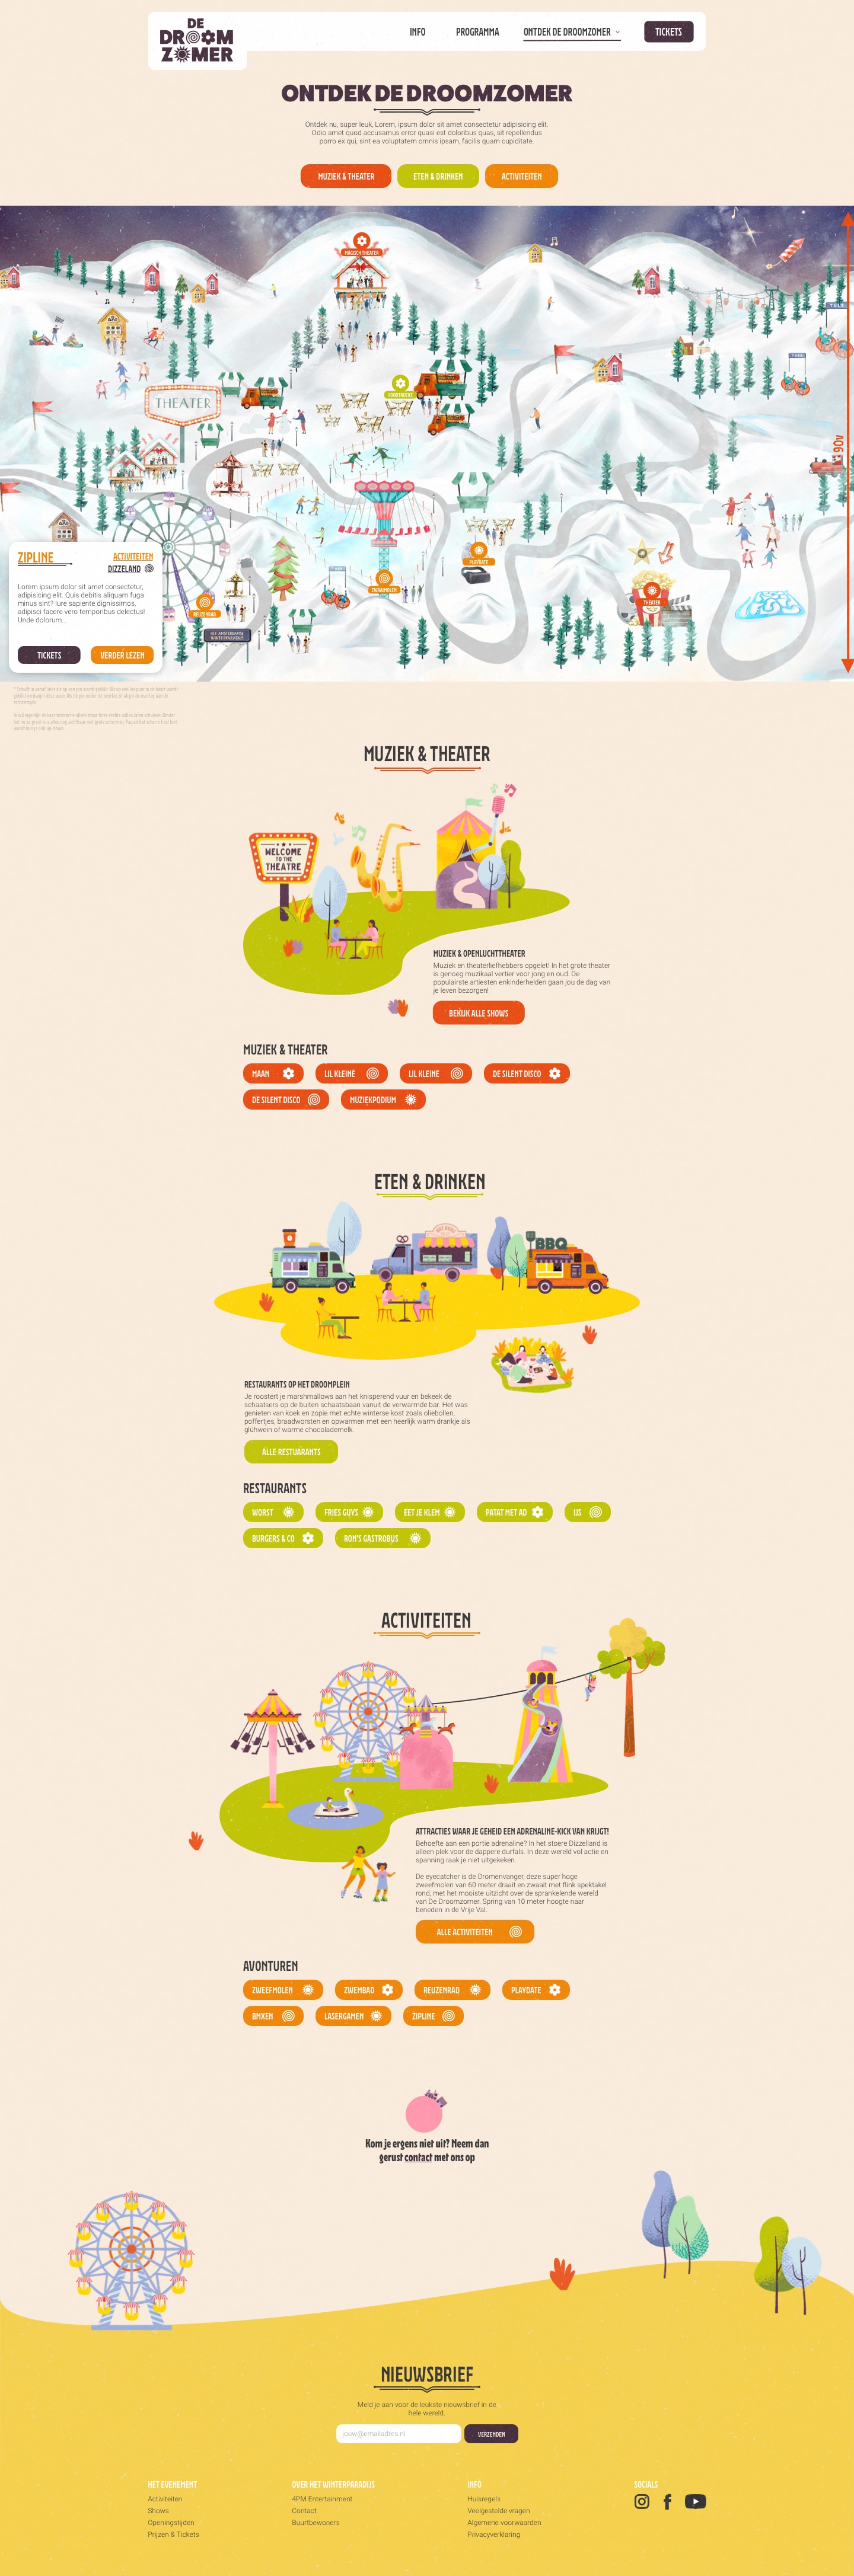 DE
DROOM
ZOMER
INFO
PROGRAMMA
ONTDEK DE DROOMZOMER
TICKETS
ONTDEK DE DROOMZOMER
Ontdek nu, super leuk, Lorem, ipsum dolor sit amet consectetur adipisicing elit.
Odio amet quod accusamus error quasi est doloribus quas, sit repellendus
porro ex qui, sint ea voluptatem omnis ipsam, facilis quam cupiditate.
MUZIEK & THEATER
ETEN & DRINKEN
ACTIVITEITEN
MAGISCH THEATER
THEATER
FOODTRUCKS
ZWAAIMOLEN
PLAYDATE
REUZENRAD
THEATER
HET AMSTERDAMSE
WINTERPARADIJS
ZIPLINE
ACTIVITEITEN
DIZZELAND
Lorem ipsum dolor sit amet consectetur,
adipisicing elit. Quis debitis aliquam fuga
minus sint? Iure sapiente dignissimos,
adipisci facere vero temporibus delectus!
Unde dolorum...
TICKETS
VERDER LEZEN
MUZIEK & THEATER
WELCOME
TO THE
THEATRE
MUZIEK & OPENLUCHTTHEATER
Muziek en theaterliefhebbers opgelet! In het grote theater
is genoeg muzikaal vertier voor jong en oud. De
populairste artiesten enkinderhelden gaan jou de dag van
je leven bezorgen!
BEKIJK ALLE SHOWS
MUZIEK & THEATER
MAAN
LIL KLEINE
LIL KLEINE
DE SILENT DISCO
DE SILENT DISCO
MUZIEKPODIUM
ETEN & DRINKEN
BBQ
RESTAURANTS OP HET DROOMPLEIN
Je roostert je marshmallows aan het knisperend vuur en bekeek de
schaatsers op de buiten schaatsbaan vanuit de verwarmde bar. Het was
genieten van koek en zopie met echte winterse kost zoals oliebollen,
poffertjes, braadworsten en opwarmen met een heerlijk warm drankje als
glühwein of warme chocolademelk.
ALLE RESTUARANTS
RESTAURANTS
WORST
FRIES GUYS
EET JE KLEM
PATAT MET AD
IJS
BURGERS & CO
RON'S GASTROBUS
ACTIVITEITEN
ATTRACTIES WAAR JE GEHEID EEN ADRENALINE-KICK VAN KRIJGT!
Behoefte aan een portie adrenaline? In het stoere Dizzelland is
alleen plek voor de dappere durfals. In deze wereld vol actie en
spanning raak je niet uitgekeken.
De eyecatcher is de Dromenvanger, deze super hoge
zweefmolen van 60 meter draait en zwaait met flink spektakel
rond, met het mooiste uitzicht over de sprankelende wereld
van De Droomzomer. Spring van 10 meter hoogte naar
beneden in de Vrije Val.
ALLE ACTIVITEITEN
AVONTUREN
ZWEEFMOLEN
ZWEMBAD
REUZENRAD
PLAYDATE
BMXEN
LASERGAMEN
ZIPLINE
Kom je ergens niet uit? Neem dan
gerust contact met ons op
NIEUWSBRIEF
Meld je aan voor de leukste nieuwsbrief in de
hele wereld.
jouw@emailadres.nl
VERZENDEN
HET EVENEMENT
Activiteiten
Shows
Openingstijden
Prijzen & Tickets
OVER HET WINTERPARADIJS
4PM Entertainment
Contact
Buurtbewoners
INFO
Huisregels
Veelgestelde vragen
Algemene voorwaarden
Privacyverklaring
SOCIALS